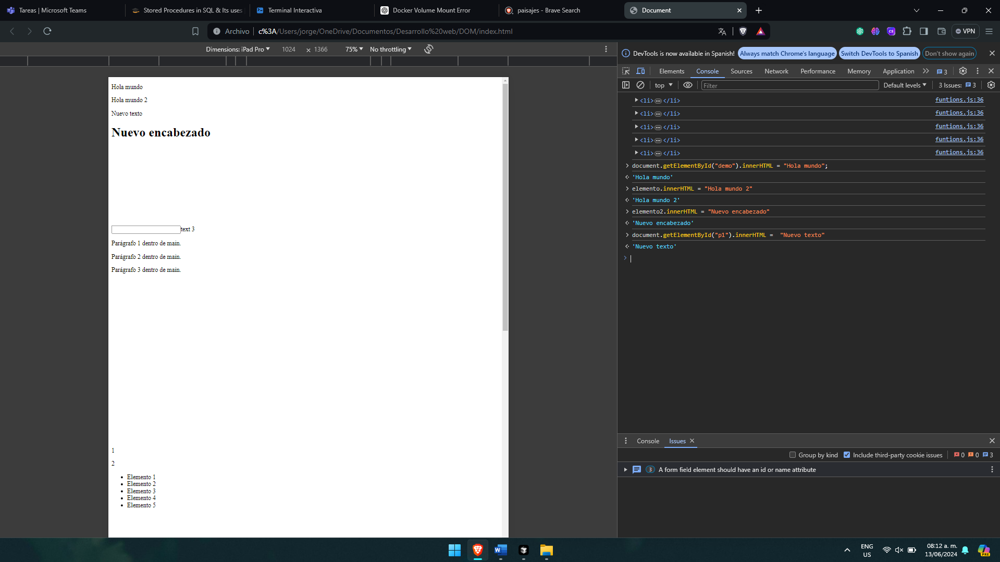 Tareas | Microsoft Teams
Stored Procedures in SQL & Its uses
Terminal Interactiva
Docker Volume Mount Error
paisajes - Brave Search
Document
Archivo c%3A/Users/jorge/OneDrive/Documentos/Desarrollo%20web/DOM/index.html
VPN
Dimensions: iPad Pro 1024 x 1366 75% No throttling
DevTools is now available in Spanish! Always match Chrome's language Switch DevTools to Spanish Don't show again
Elements Console Sources Network Performance Memory Application 3
top Filter Default levels 3 Issues: 3
Hola mundo
Hola mundo 2
Nuevo texto
Nuevo encabezado
text 3
Parágrafo 1 dentro de main.
Parágrafo 2 dentro de main.
Parágrafo 3 dentro de main.
1
2
Elemento 1
Elemento 2
Elemento 3
Elemento 4
Elemento 5
<li>…</li> funtions.js:36
<li>…</li> funtions.js:36
<li>…</li> funtions.js:36
<li>…</li> funtions.js:36
<li>…</li> funtions.js:36
document.getElementById("demo").innerHTML = "Hola mundo";
'Hola mundo'
elemento.innerHTML = "Hola mundo 2"
'Hola mundo 2'
elemento2.innerHTML = "Nuevo encabezado"
'Nuevo encabezado'
document.getElementById("p1").innerHTML =  "Nuevo texto"
'Nuevo texto'
Console Issues
Group by kind Include third-party cookie issues 0 0 3
3 A form field element should have an id or name attribute
ENG
US
08:12 a. m.
13/06/2024
PRE